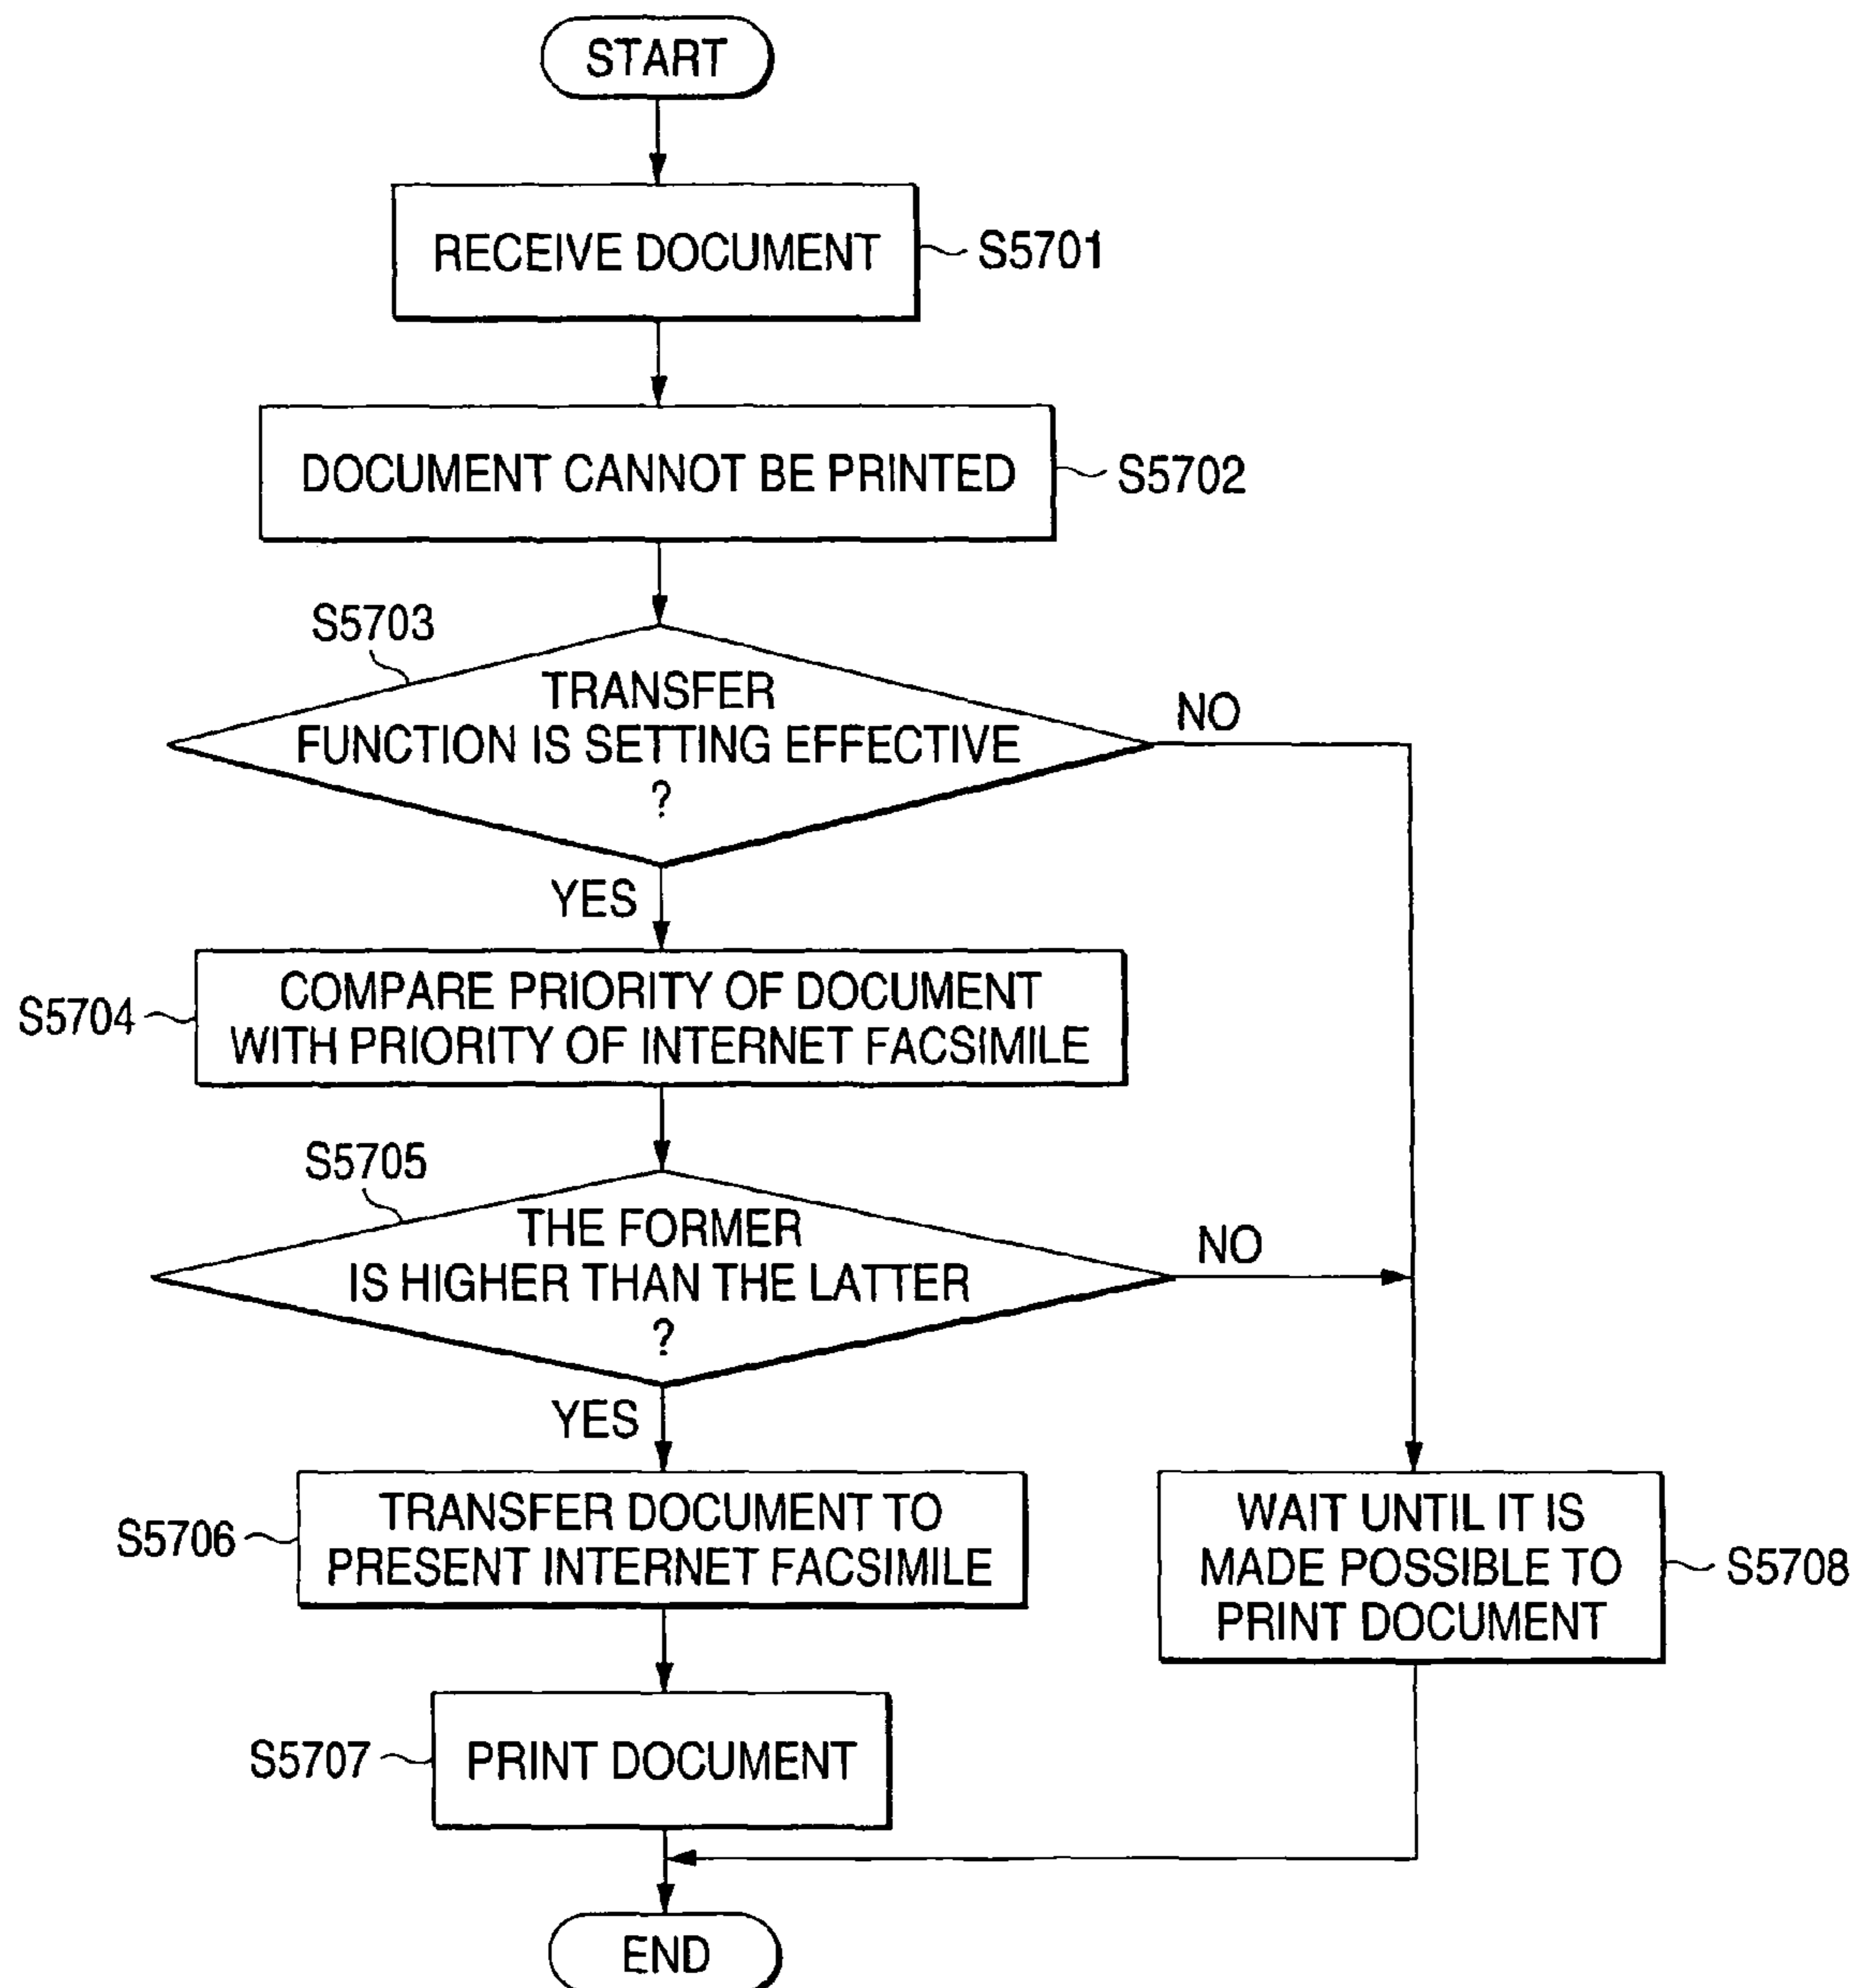 START
RECEIVE DOCUMENT
S5701
DOCUMENT CANNOT BE PRINTED
S5702
S5703
TRANSFER
FUNCTION IS SETTING EFFECTIVE
?
NO
YES
S5704
COMPARE PRIORITY OF DOCUMENT
WITH PRIORITY OF INTERNET FACSIMILE
S5705
THE FORMER
IS HIGHER THAN THE LATTER
?
NO
YES
S5706
TRANSFER DOCUMENT TO
PRESENT INTERNET FACSIMILE
WAIT UNTIL IT IS
MADE POSSIBLE TO
PRINT DOCUMENT
S5708
S5707
PRINT DOCUMENT
END